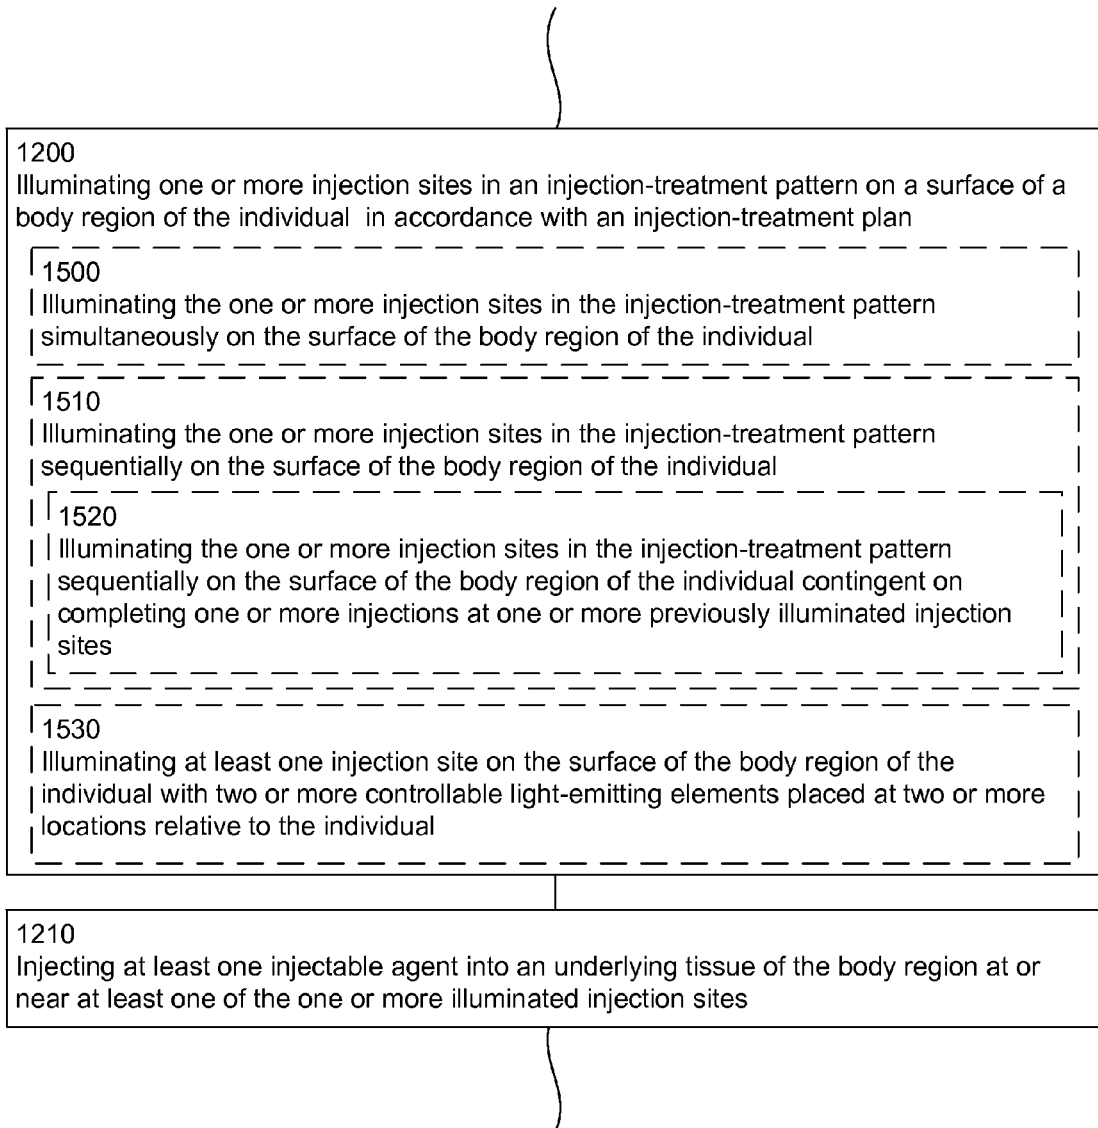 1200
Illuminating one or more injection sites in an injection-treatment pattern on a surface of a
body region of the individual  in accordance with an injection-treatment plan
1500
Illuminating the one or more injection sites in the injection-treatment pattern
simultaneously on the surface of the body region of the individual
1510
Illuminating the one or more injection sites in the injection-treatment pattern
sequentially on the surface of the body region of the individual
1520
Illuminating the one or more injection sites in the injection-treatment pattern
sequentially on the surface of the body region of the individual contingent on
completing one or more injections at one or more previously illuminated injection
sites
1530
Illuminating at least one injection site on the surface of the body region of the
individual with two or more controllable light-emitting elements placed at two or more
locations relative to the individual
1210
Injecting at least one injectable agent into an underlying tissue of the body region at or
near at least one of the one or more illuminated injection sites